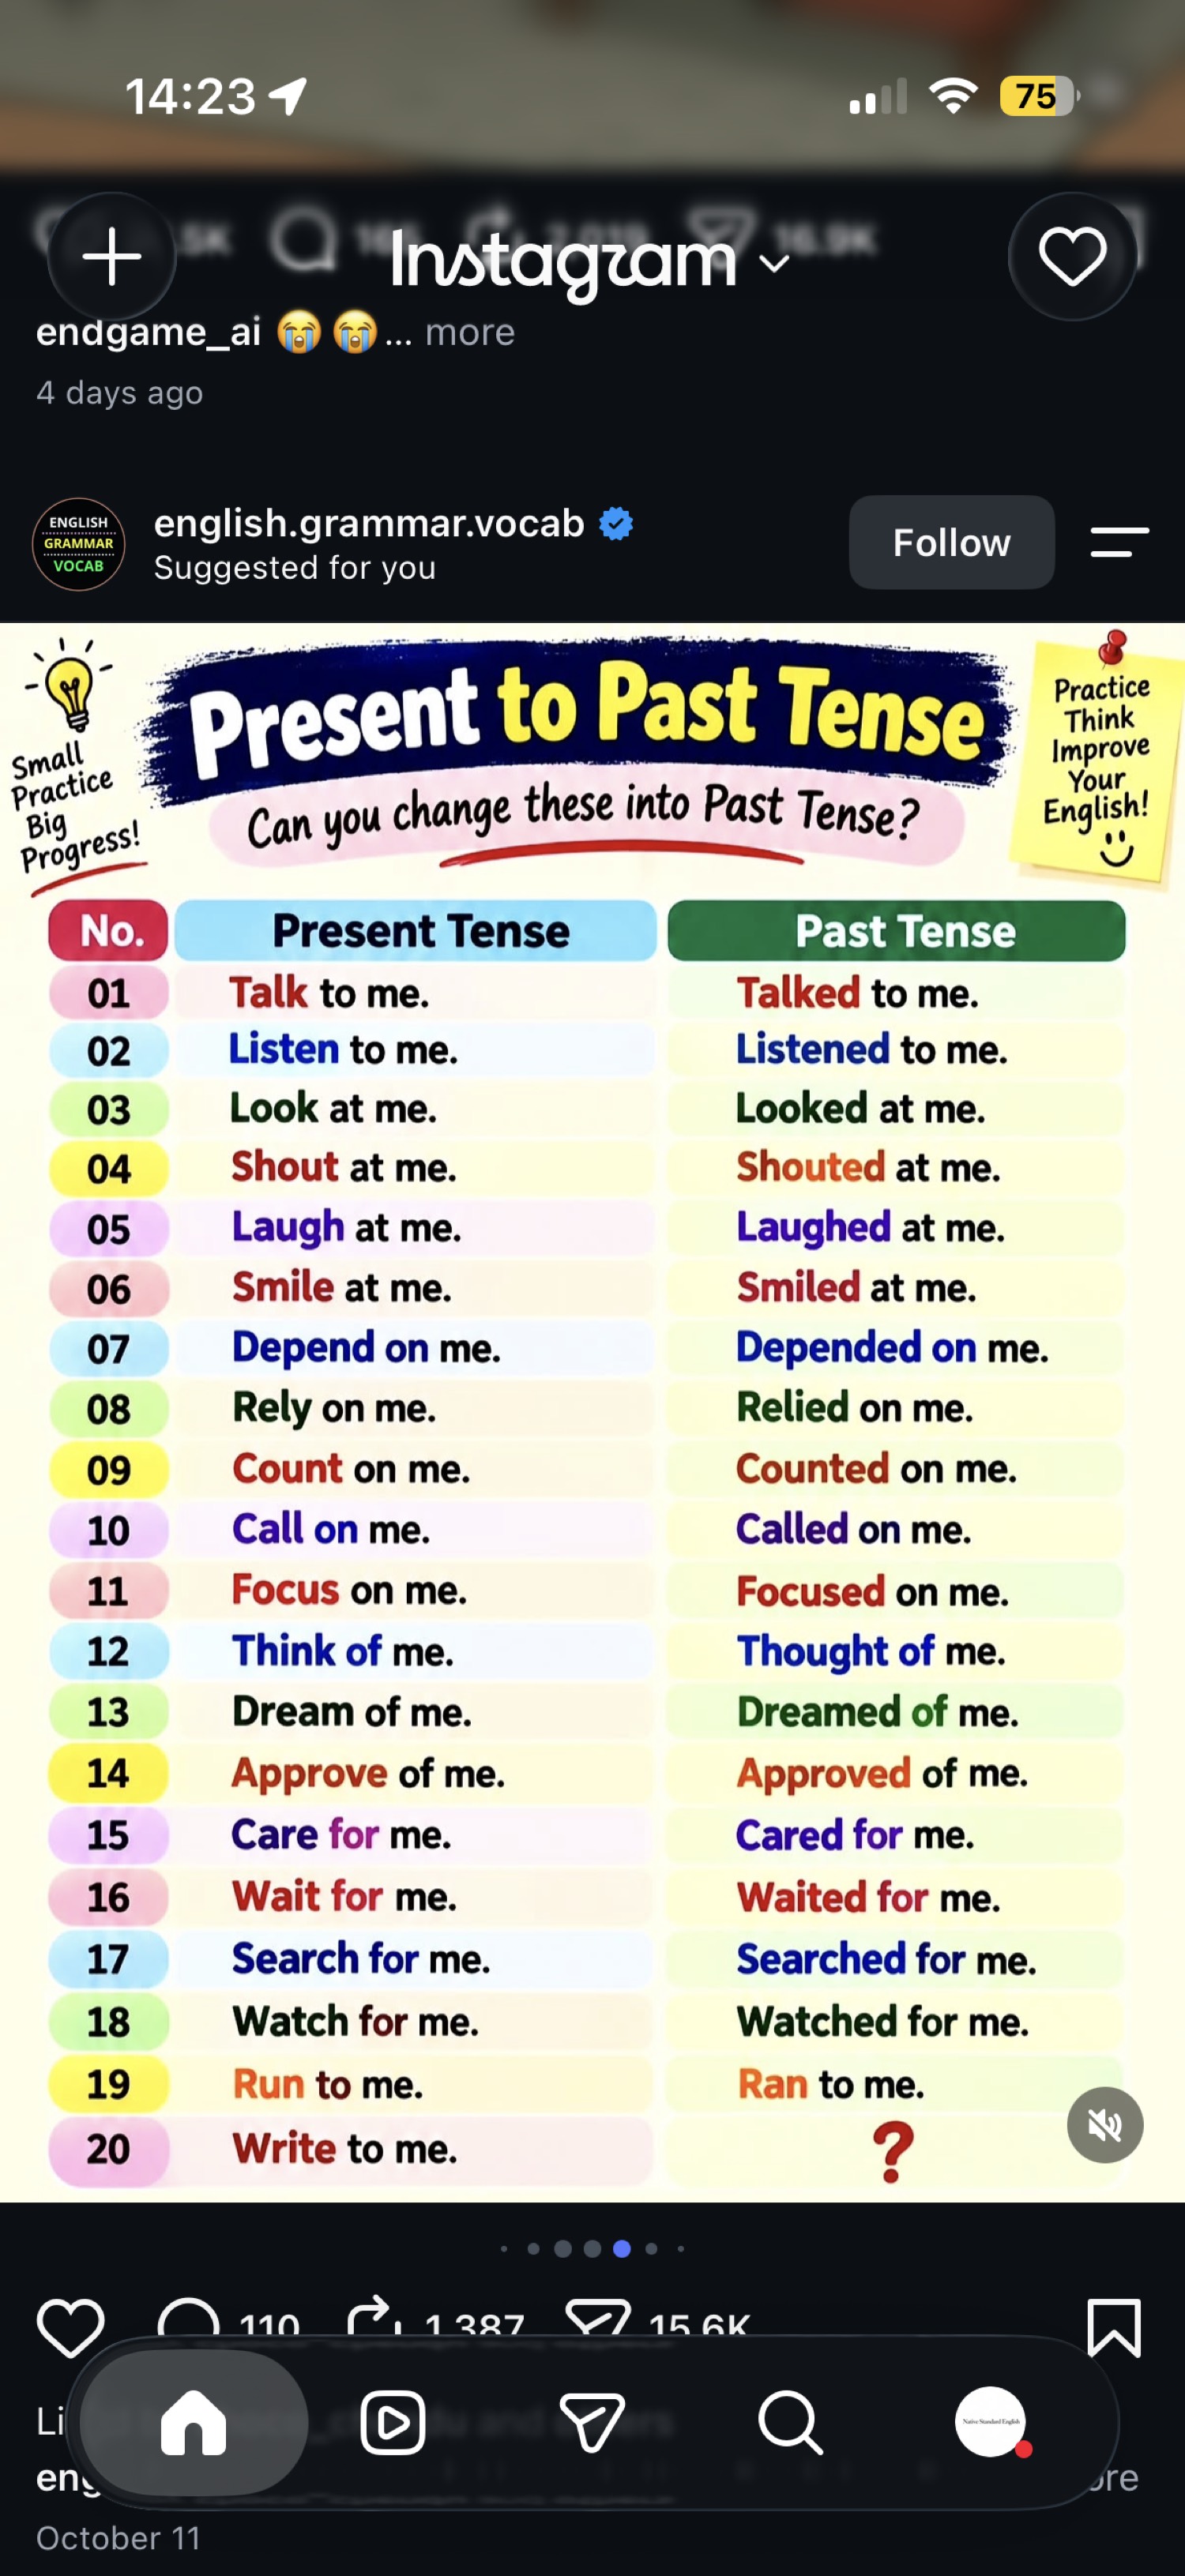 14:23
75
Instagram
16.9K
endgame_ai 😭😭... more
4 days ago
ENGLISH
GRAMMAR
VOCAB
english.grammar.vocab
Suggested for you
Follow
Small
Practice
Big
Progress!
Present to Past Tense
Can you change these into Past Tense?
Practice
Think
Improve
Your
English!
No. Present Tense Past Tense
01 Talk to me. Talked to me.
02 Listen to me. Listened to me.
03 Look at me. Looked at me.
04 Shout at me. Shouted at me.
05 Laugh at me. Laughed at me.
06 Smile at me. Smiled at me.
07 Depend on me. Depended on me.
08 Rely on me. Relied on me.
09 Count on me. Counted on me.
10 Call on me. Called on me.
11 Focus on me. Focused on me.
12 Think of me. Thought of me.
13 Dream of me. Dreamed of me.
14 Approve of me. Approved of me.
15 Care for me. Cared for me.
16 Wait for me. Waited for me.
17 Search for me. Searched for me.
18 Watch for me. Watched for me.
19 Run to me. Ran to me.
20 Write to me. ?
110 1,387 15.6K
Native Standard English
October 11